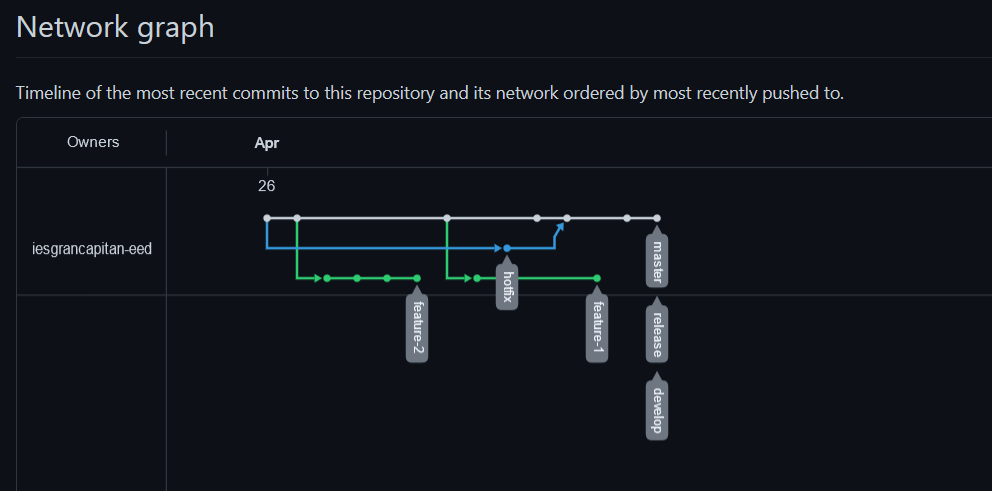 Network graph
Timeline of the most recent commits to this repository and its network ordered by most recently pushed to.
Owners
Apr
26
iesgrancapitan-eed
master
hotfix
feature-2
feature-1
release
develop